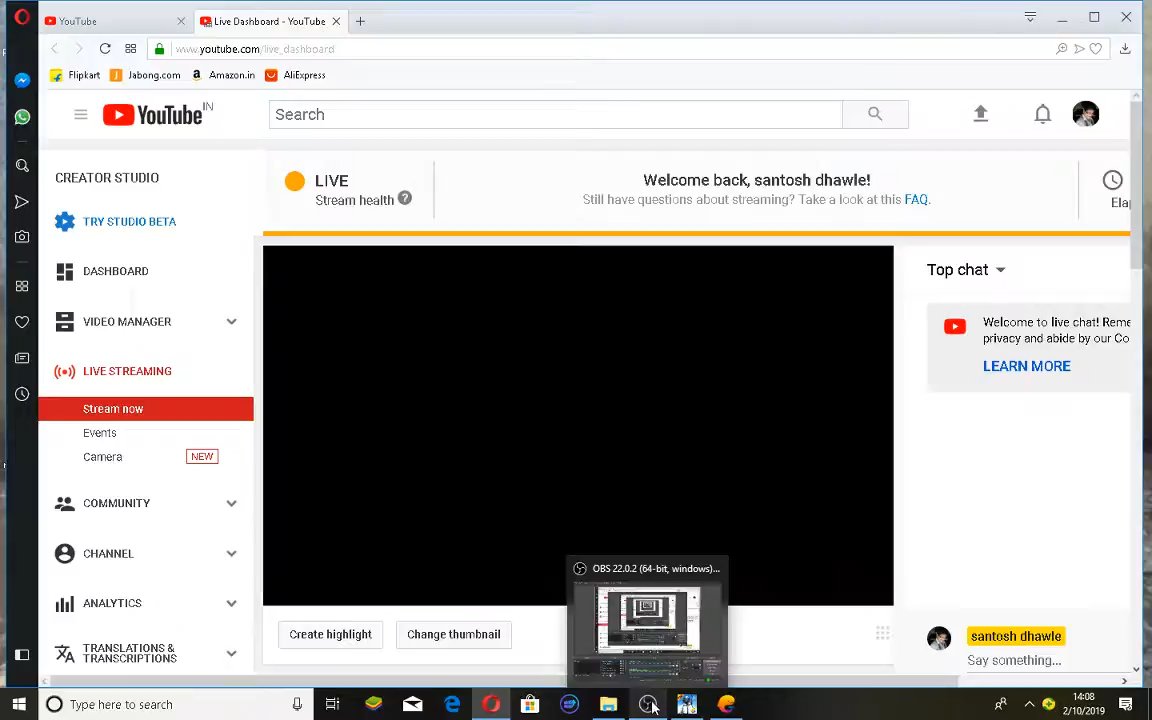 YouTube
Live Dashboard - YouTube
www.youtube.com/live_dashboard
Flipkart
Jabong.com
Amazon.in
AliExpress
YouTube IN
Search
CREATOR STUDIO
LIVE
Stream health
Welcome back, santosh dhawle!
Still have questions about streaming? Take a look at this FAQ.
Elap
TRY STUDIO BETA
DASHBOARD
VIDEO MANAGER
LIVE STREAMING
Stream now
Events
Camera NEW
COMMUNITY
CHANNEL
ANALYTICS
TRANSLATIONS &
TRANSCRIPTIONS
Top chat
Welcome to live chat! Reme
privacy and abide by our Co
LEARN MORE
OBS 22.0.2 (64-bit, windows)...
Create highlight
Change thumbnail
santosh dhawle
Say something...
Type here to search
14:08
2/10/2019